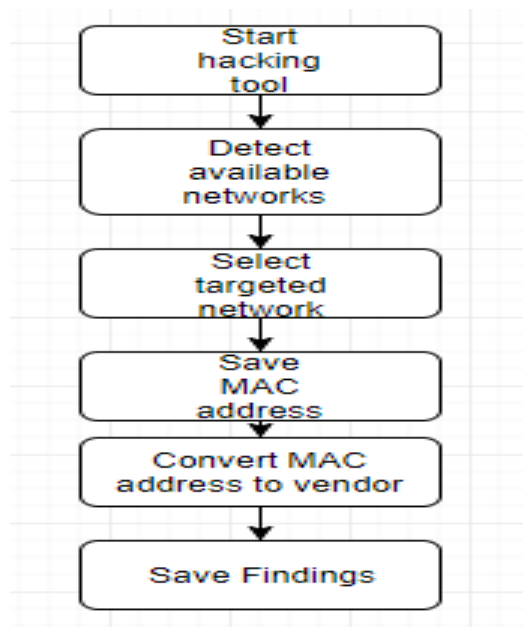 Start
hacking
tool
Detect
available
networks
Select
targeted
network
Save
MAC
address
Convert MAC
address to vendor
Save Findings